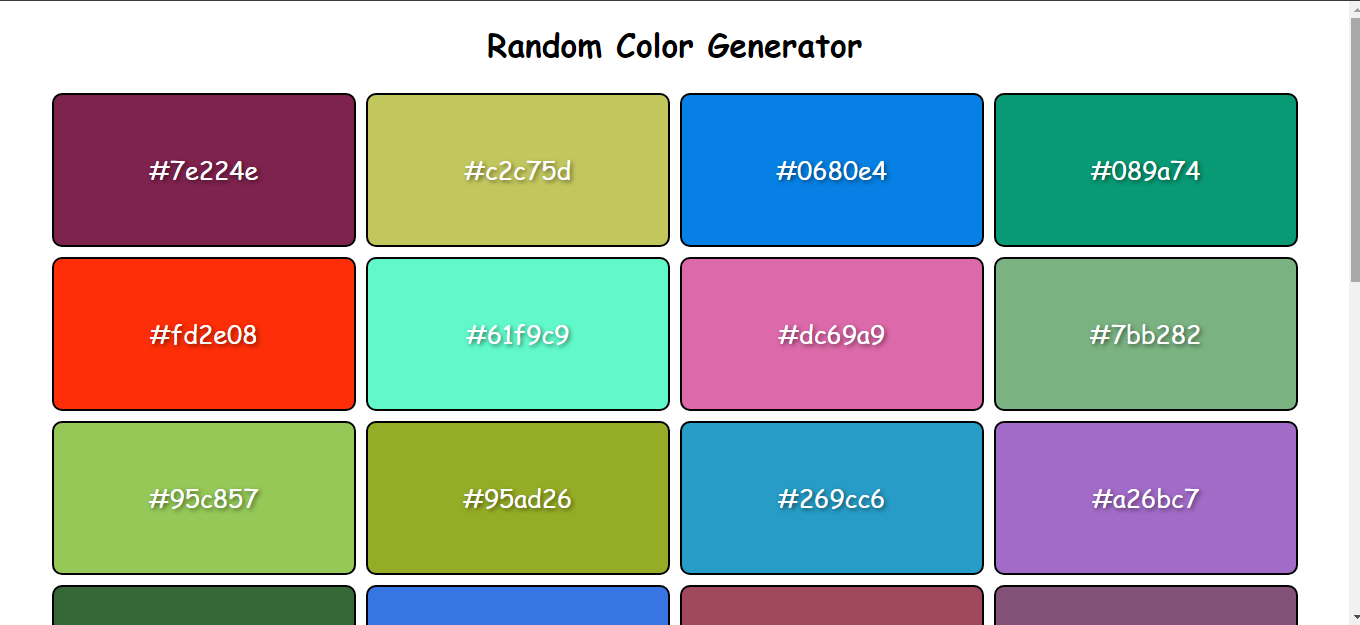 Random Color Generator
#7e224e #c2c75d #0680e4 #089a74
#fd2e08 #61f9c9 #dc69a9 #7bb282
#95c857 #95ad26 #269cc6 #a26bc7